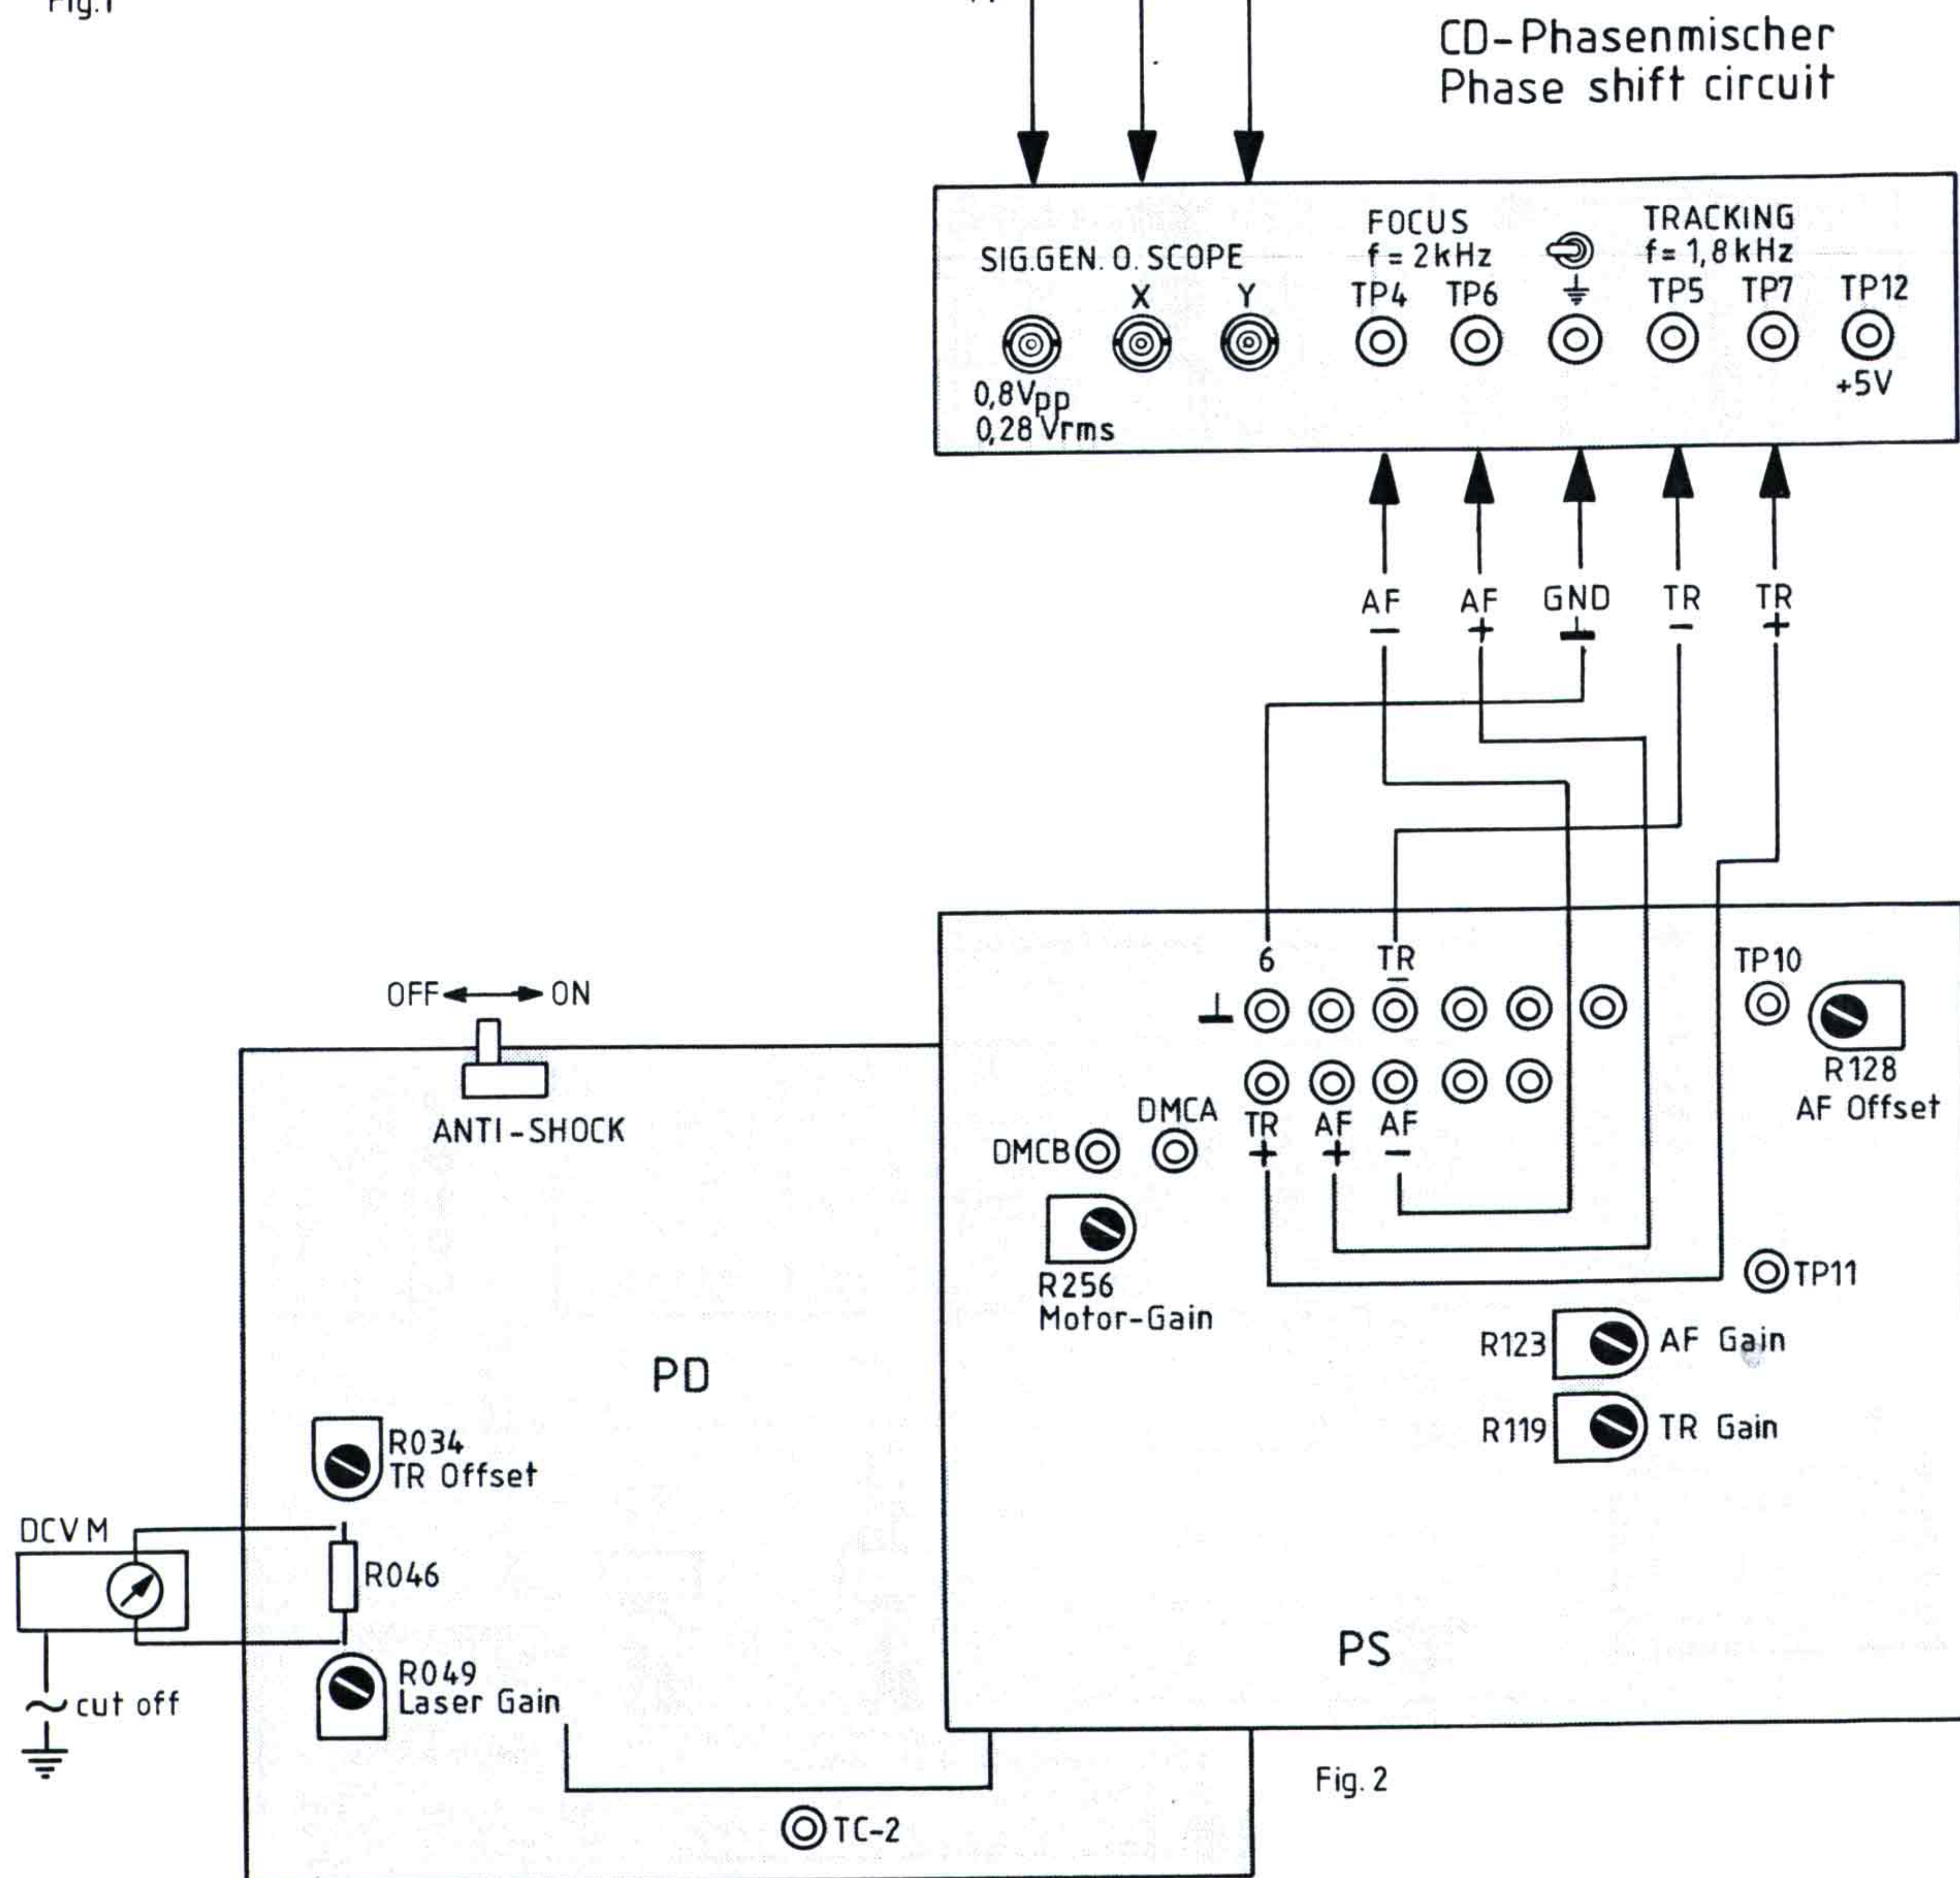 Fig.1
CD-Phasenmischer
Phase shift circuit
SIG.GEN. O. SCOPE
X
Y
FOCUS
f = 2kHz
TP4
TP6
TRACKING
f= 1,8kHz
TP5
TP7
TP12
0,8Vpp
0,28 Vrms
+5V
AF
−
AF
+
GND
TR
−
TR
+
OFF
ON
ANTI-SHOCK
6
TR
−
TP10
R128
AF Offset
DMCB
DMCA
TR
+
AF
+
AF
−
R256
Motor-Gain
TP11
R123
AF Gain
R119
TR Gain
PD
R034
TR Offset
DCVM
R046
R049
Laser Gain
cut off
PS
TC-2
Fig. 2